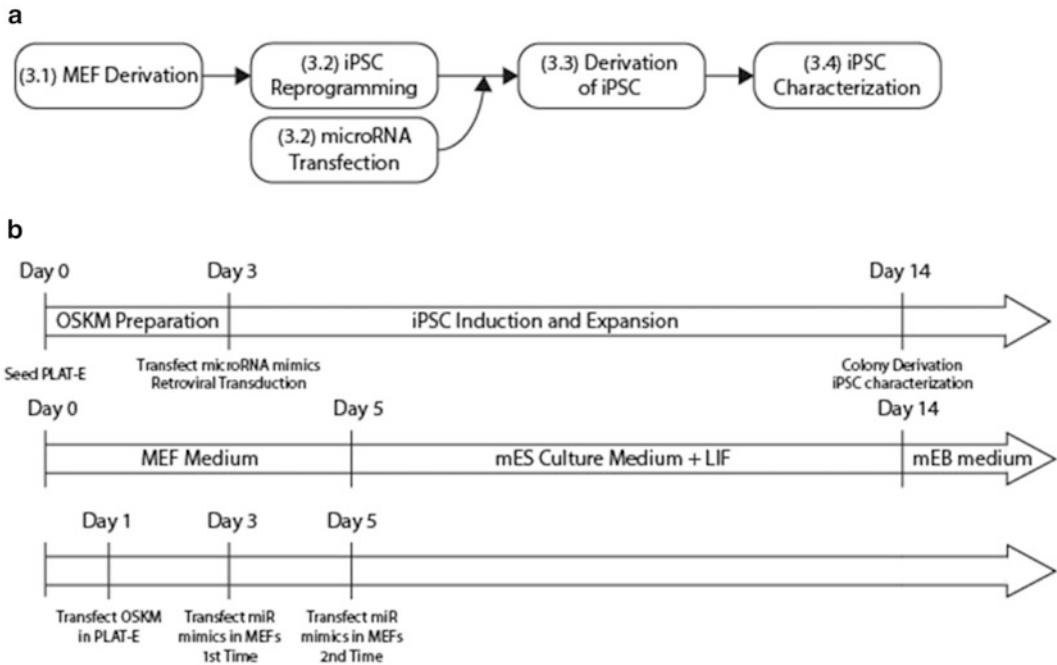 a
(3.1) MEF Derivation
(3.2) iPSC
Reprogramming
(3.3) Derivation
of iPSC
(3.4) iPSC
Characterization
(3.2) microRNA
Transfection
b
Day 0
Day 3
Day 14
OSKM Preparation
iPSC Induction and Expansion
Seed PLAT-E
Transfect microRNA mimics
Retroviral Transduction
Colony Derivation
iPSC characterization
Day 0
Day 5
Day 14
MEF Medium
mES Culture Medium + LIF
mEB medium
Day 1
Day 3
Day 5
Transfect OSKM
in PLAT-E
Transfect miR
mimics in MEFs
1st Time
Transfect miR
mimics in MEFs
2nd Time